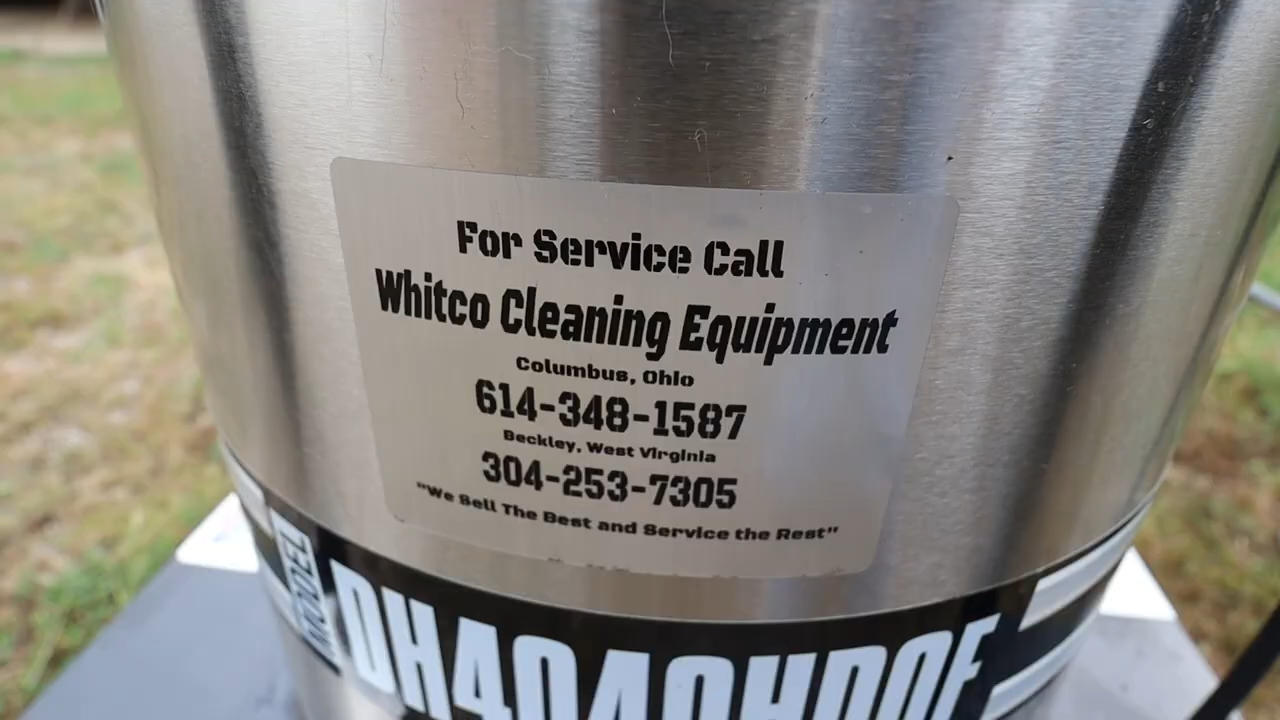 For Service Call
Whitco Cleaning Equipment
Columbus, Ohio
614-348-1587
Beckley, West Virginia
304-253-7305
"We Sell The Best and Service the Rest"
MODEL